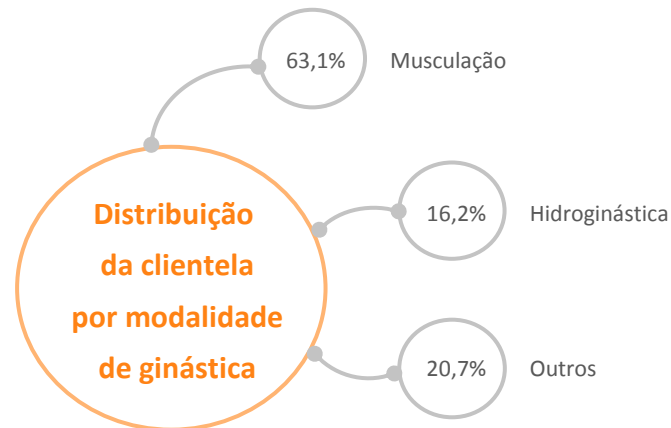 63,1% Musculação
Distribuição
da clientela
por modalidade
de ginástica
16,2% Hidroginástica
20,7% Outros